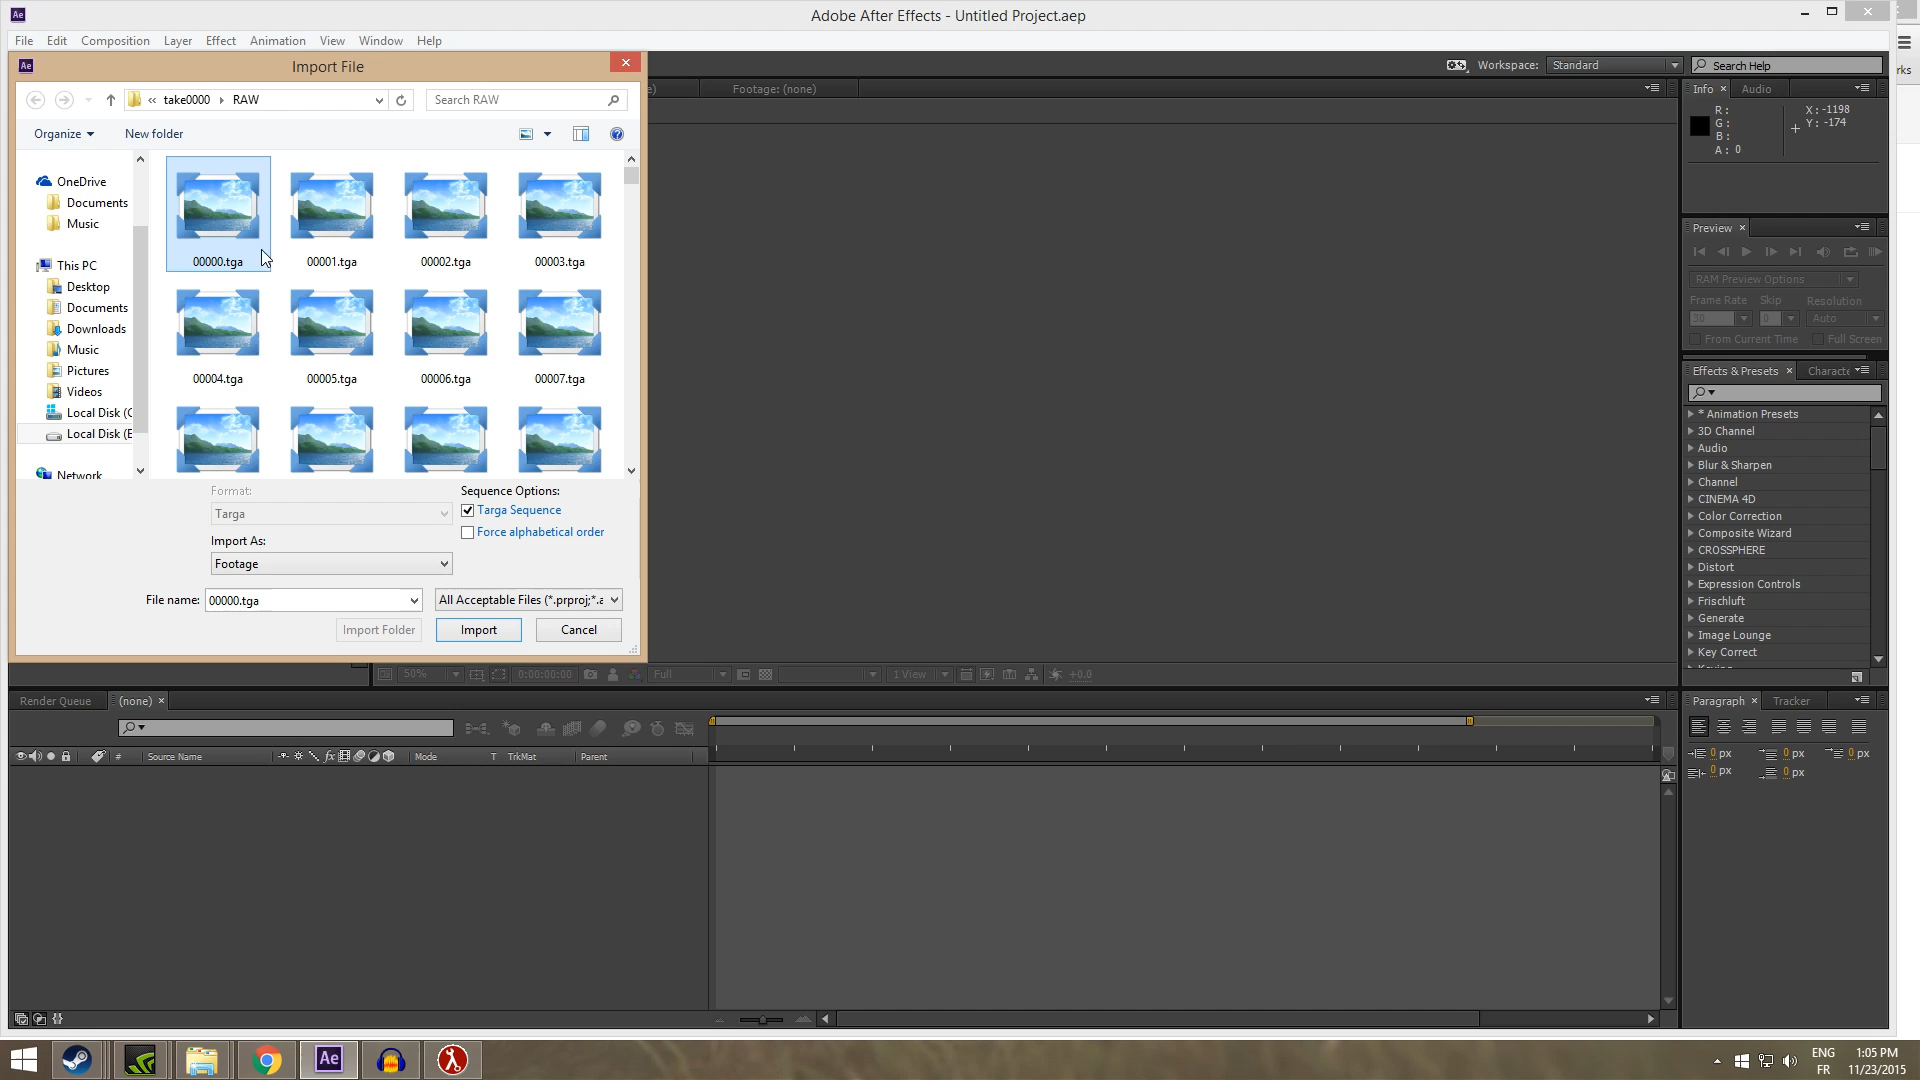 Ae
Adobe After Effects - Untitled Project.aep
File Edit Composition Layer Effect Animation View Window Help
Ae Import File
Workspace: Standard
Search Help
rks
take0000 RAW
Search RAW
Footage: (none)
Info × Audio
Organize New folder
R:
G:
B:
A: 0
X: -1198
Y: -174
OneDrive
Documents
Music
This PC
Desktop
Documents
Downloads
Music
Pictures
Videos
Local Disk (C
Local Disk (E
Network
00000.tga 00001.tga 00002.tga 00003.tga
00004.tga 00005.tga 00006.tga 00007.tga
Format:
Targa
Import As:
Footage
Sequence Options:
Targa Sequence
Force alphabetical order
File name: 00000.tga
All Acceptable Files (*.prproj;*.a
Import Folder Import Cancel
Preview ×
RAM Preview Options
Frame Rate Skip Resolution
30 0 Auto
From Current Time Full Screen
Effects & Presets × Characte
* Animation Presets
3D Channel
Audio
Blur & Sharpen
Channel
CINEMA 4D
Color Correction
Composite Wizard
CROSSPHERE
Distort
Expression Controls
Frischluft
Generate
Image Lounge
Key Correct
50% 0:00:00:00 Full 1 View +0.0
Render Queue (none) ×
# Source Name fx Mode T TrkMat Parent
Paragraph × Tracker
0 px 0 px 0 px
0 px 0 px
Ae
ENG
FR
1:05 PM
11/23/2015